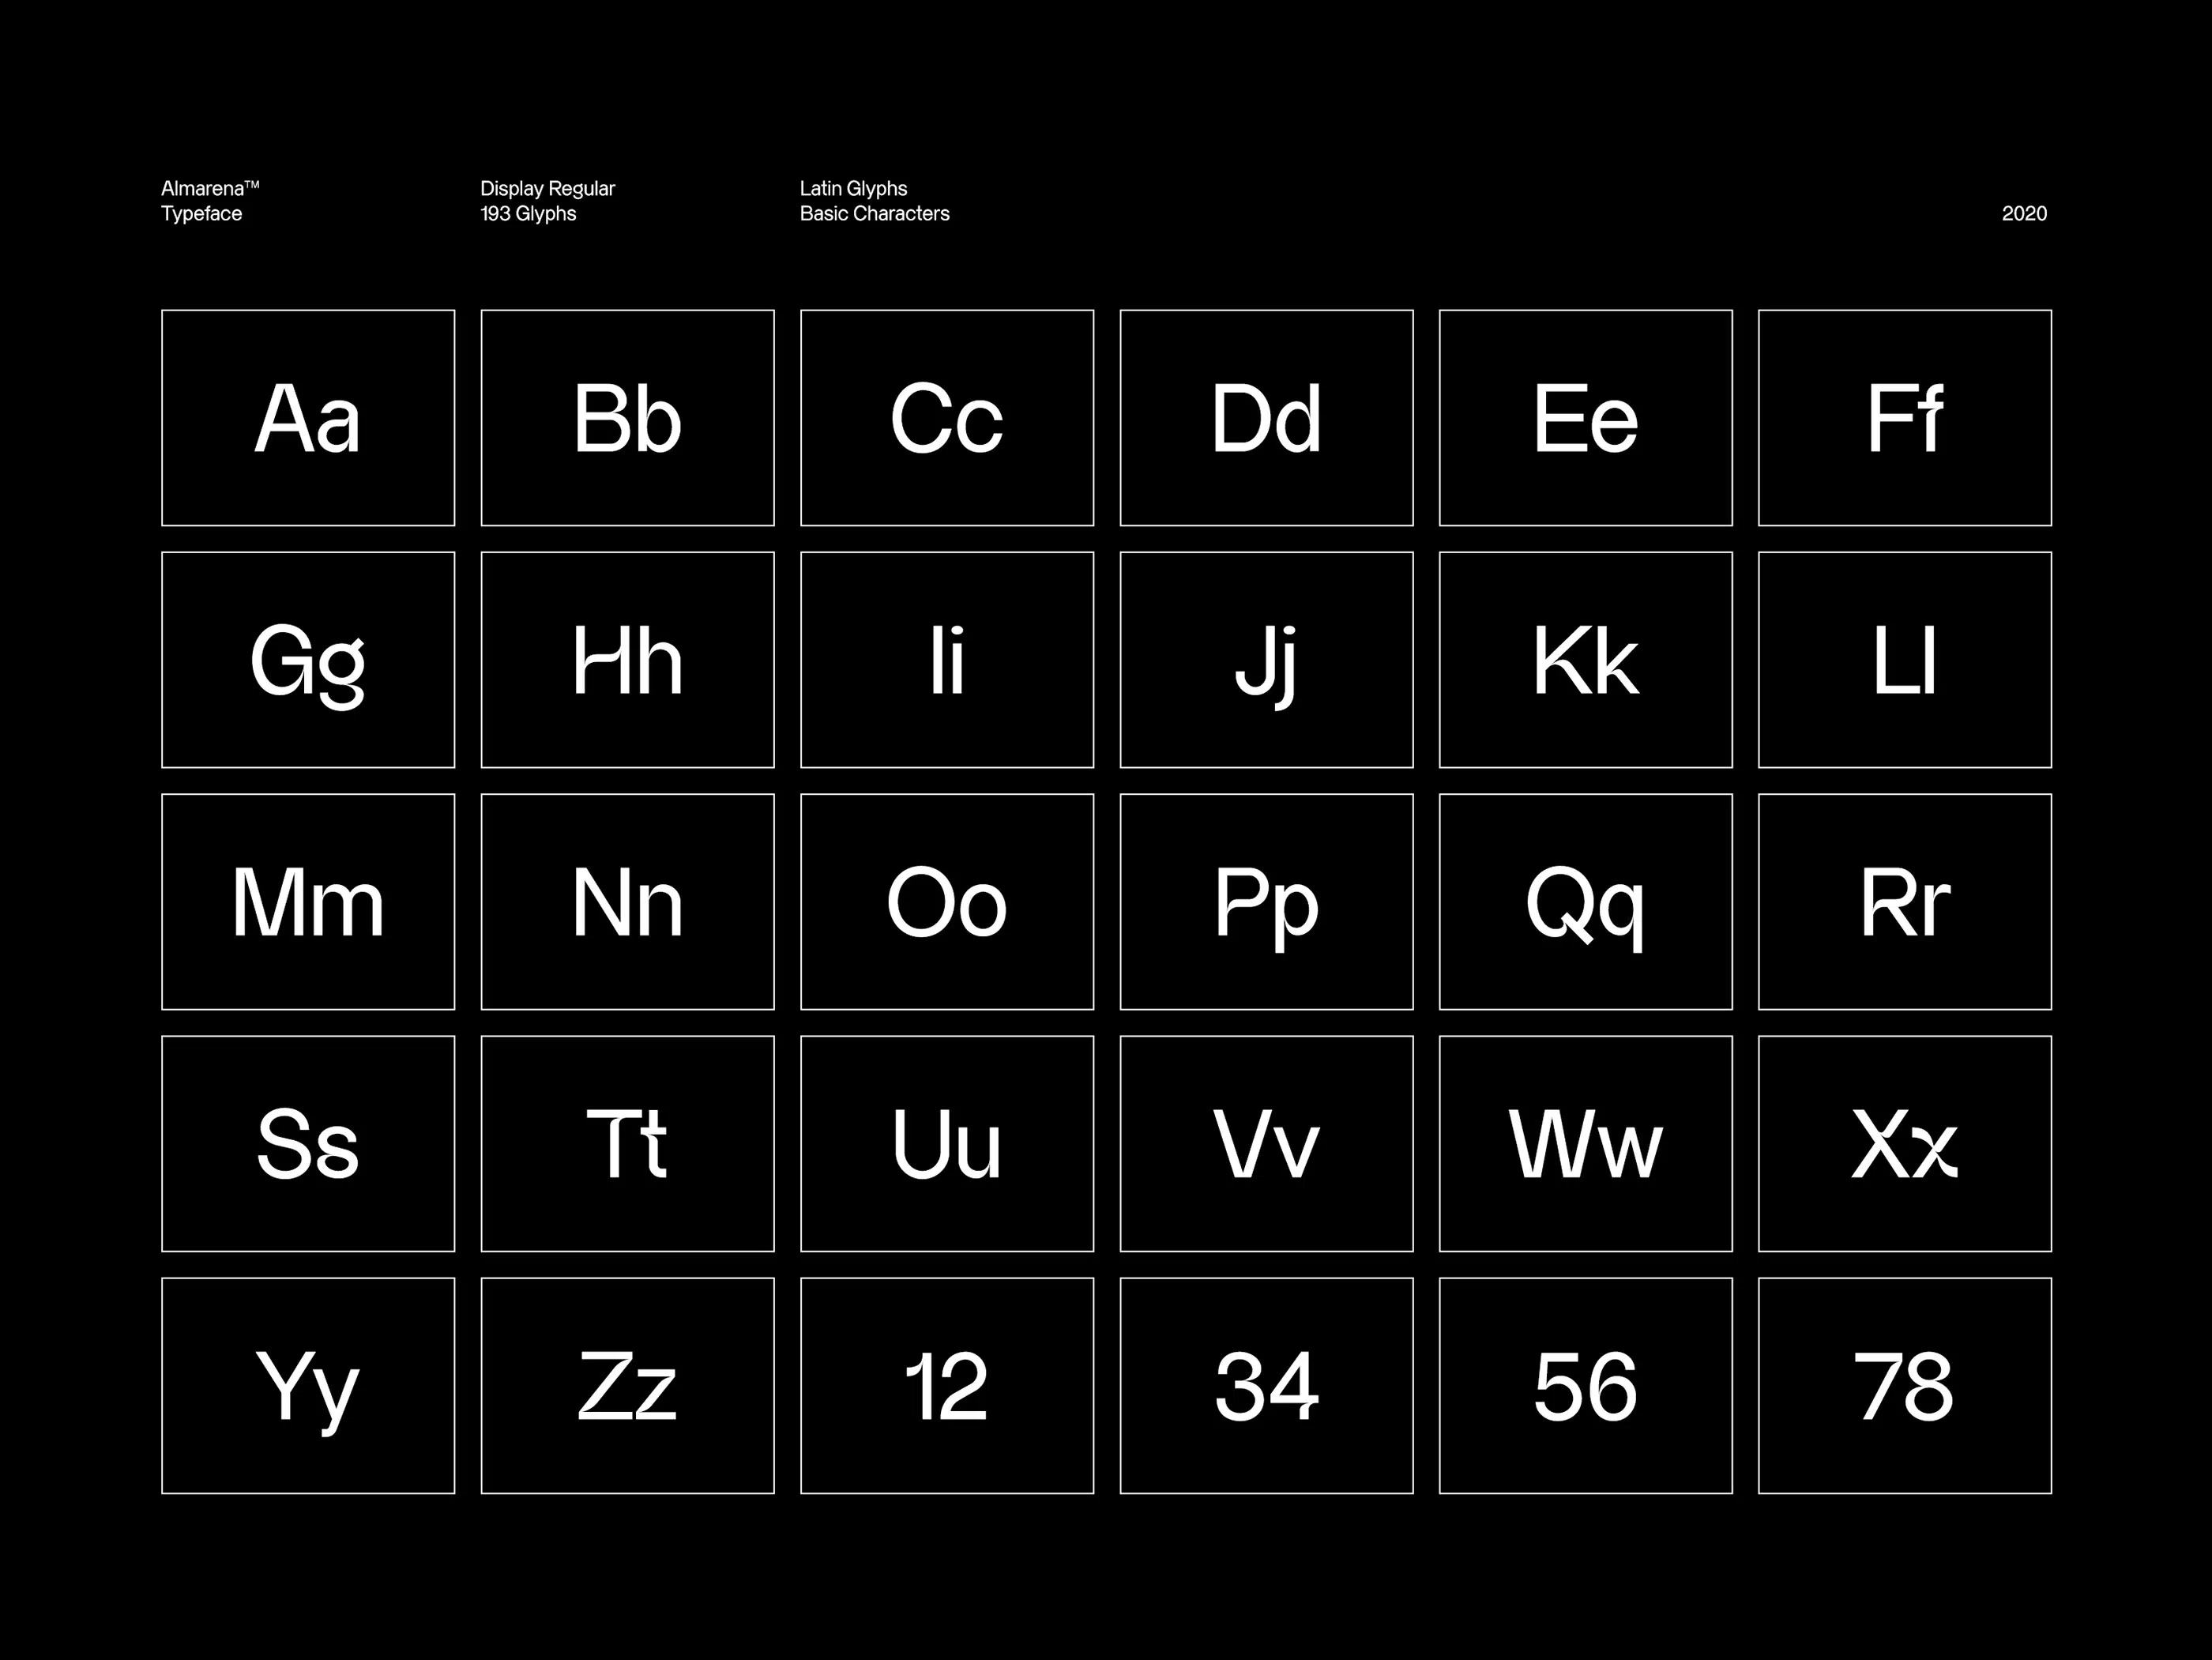 Almarena™
Typeface
Display Regular
193 Glyphs
Latin Glyphs
Basic Characters
2020
Aa Bb Cc Dd Ee Ff
Gg Hh Ii Jj Kk Ll
Mm Nn Oo Pp Qq Rr
Ss Tt Uu Vv Ww Xx
Yy Zz 12 34 56 78